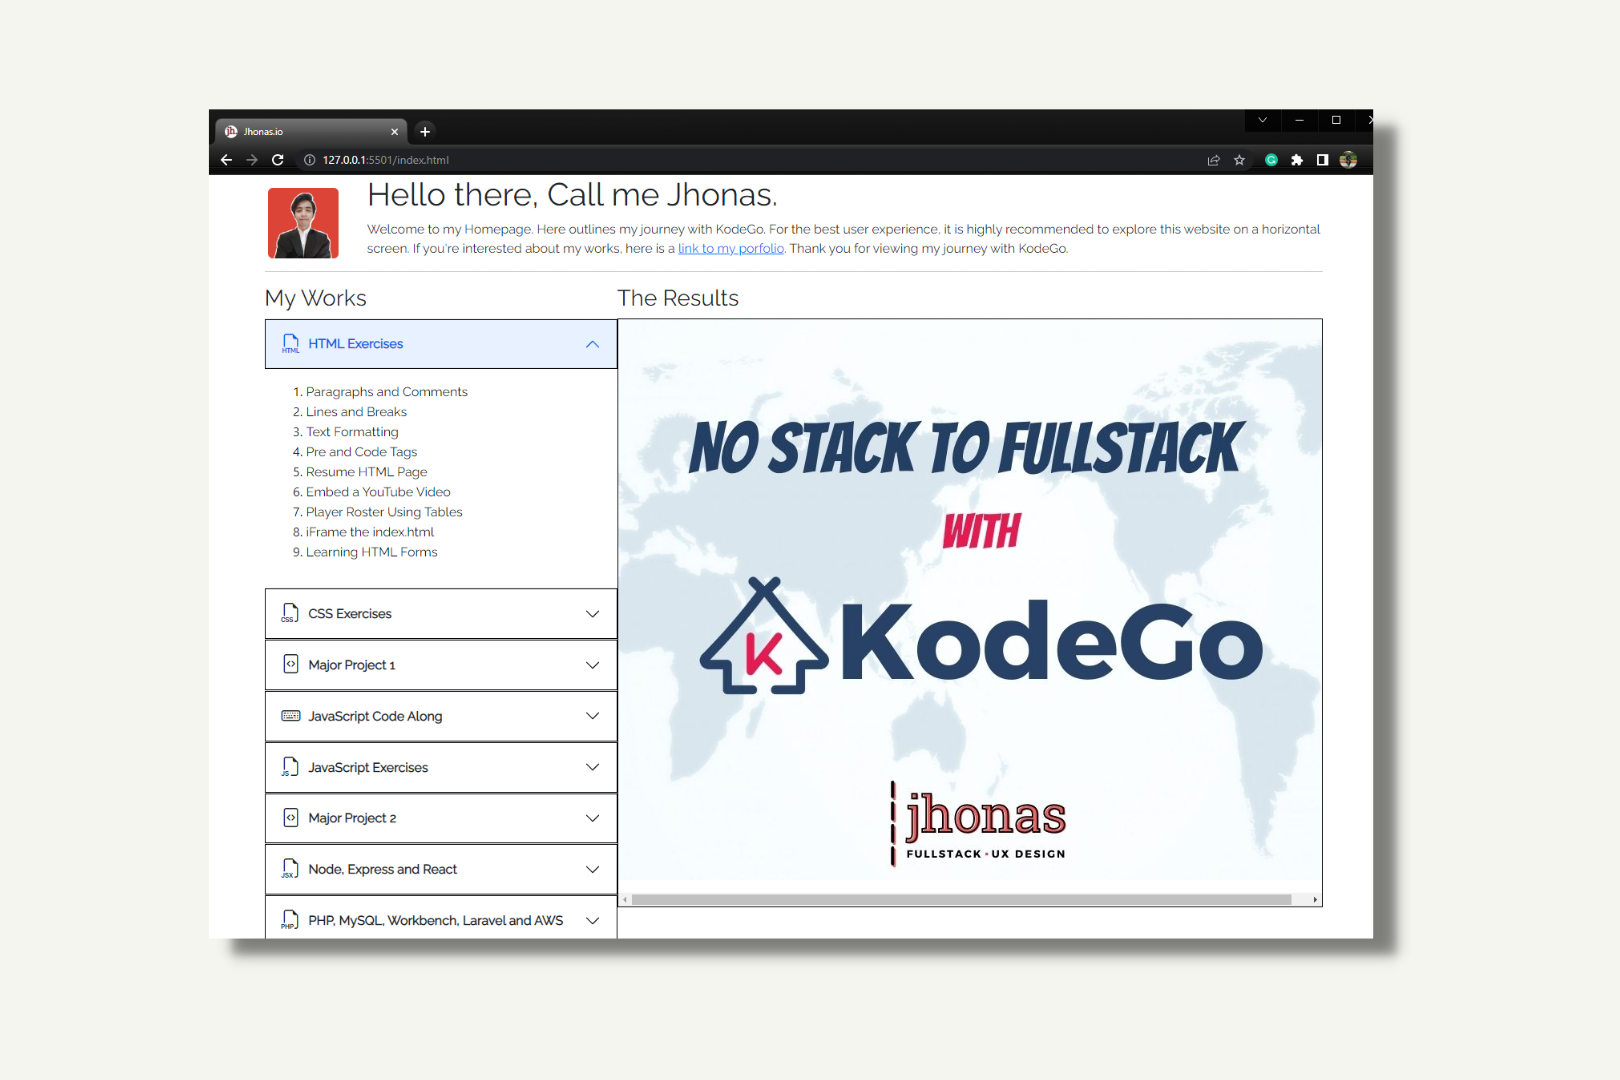 jh Jhonas.io
127.0.0.1:5501/index.html
Hello there, Call me Jhonas.
Welcome to my Homepage. Here outlines my journey with KodeGo. For the best user experience, it is highly recommended to explore this website on a horizontal
screen. If you're interested about my works, here is a link to my porfolio. Thank you for viewing my journey with KodeGo.
My Works
HTML HTML Exercises
1. Paragraphs and Comments
2. Lines and Breaks
3. Text Formatting
4. Pre and Code Tags
5. Resume HTML Page
6. Embed a YouTube Video
7. Player Roster Using Tables
8. iFrame the index.html
9. Learning HTML Forms
CSS CSS Exercises
Major Project 1
JavaScript Code Along
JS JavaScript Exercises
Major Project 2
JSX Node, Express and React
PHP PHP, MySQL, Workbench, Laravel and AWS
The Results
NO STACK TO FULLSTACK
WITH
K KodeGo
jhonas
FULLSTACK • UX DESIGN